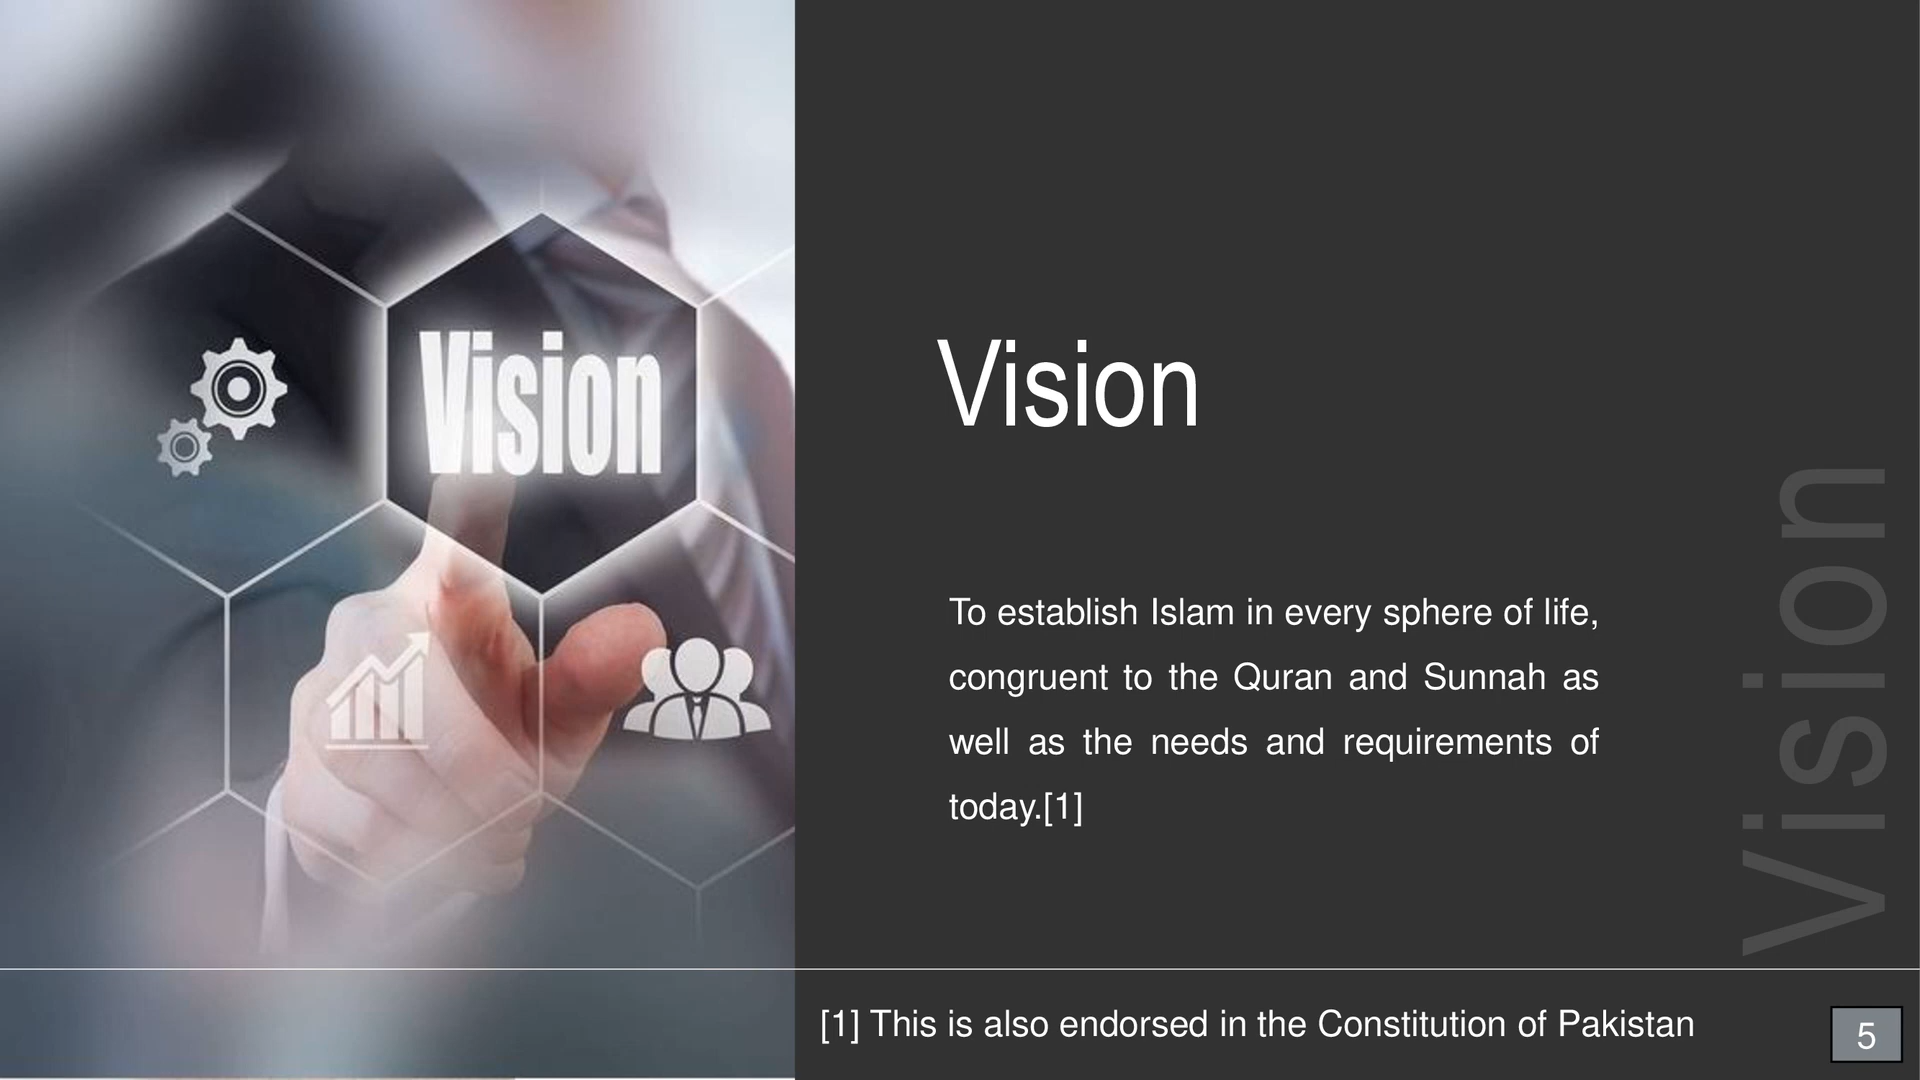 Vision
Vision
To establish Islam in every sphere of life,
congruent to the Quran and Sunnah as
well as the needs and requirements of
today.[1]
Vision
[1] This is also endorsed in the Constitution of Pakistan
5